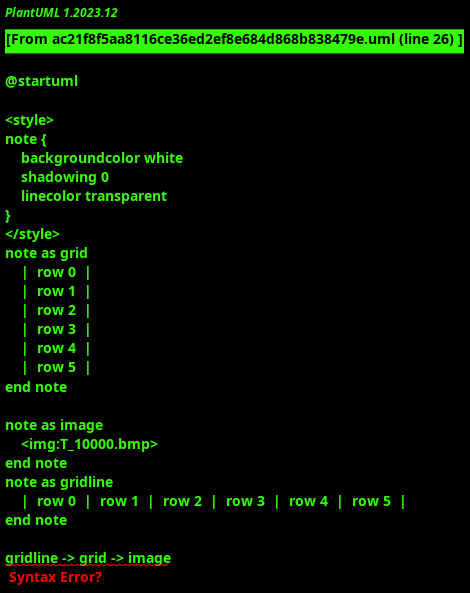 PlantUML 1.2023.12
[From ac21f8f5aa8116ce36ed2ef8e684d868b838479e.uml (line 26) ]
@startuml
<style>
note {
backgroundcolor white
shadowing 0
linecolor transparent
}
</style>
note as grid
| row 0 |
| row 1 |
| row 2 |
| row 3 |
| row 4 |
| row 5 |
end note
note as image
<img:T_10000.bmp>
end note
note as gridline
| row 0 | row 1 | row 2 | row 3 | row 4 | row 5 |
end note
gridline -> grid -> image
Syntax Error?